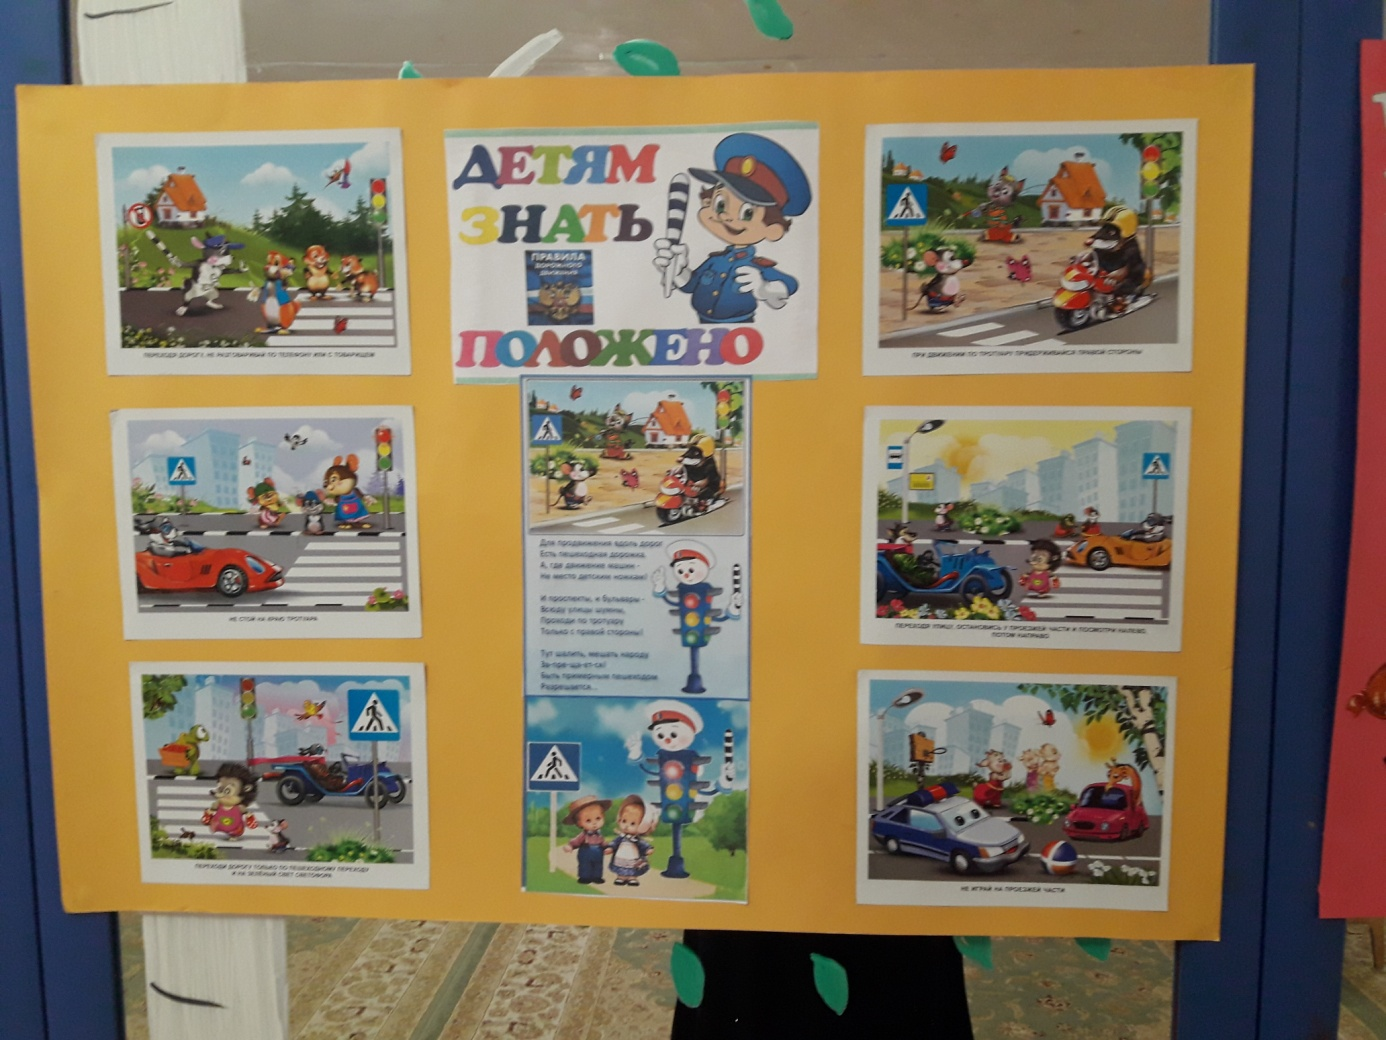 ДЕТЯМ
ЗНАТЬ
ПРАВИЛА
ДОРОЖНОГО
ДВИЖЕНИЯ
ПОЛОЖЕНО
ПЕРЕХОДЯ ДОРОГУ, НЕ РАЗГОВАРИВАЙ ПО ТЕЛЕФОНУ ИЛИ С ТОВАРИЩЕМ
НЕ СТОЙ НА КРАЮ ТРОТУАРА
ПЕРЕХОДИ ДОРОГУ ТОЛЬКО ПО ПЕШЕХОДНОМУ ПЕРЕХОДУ
И НА ЗЕЛЁНЫЙ СВЕТ СВЕТОФОРА
Для продвижения вдоль дорог
Есть пешеходная дорожка.
А, где движение машин -
Не место детским ножкам!
И проспекты, и бульвары -
Всюду улицы шумны,
Проходи по тротуару
Только с правой стороны!
Тут шалить, мешать народу
За-пре-ща-ет-ся!
Быть примерным пешеходом
Разрешается...
ПРИ ДВИЖЕНИИ ПО ТРОТУАРУ ПРИДЕРЖИВАЙСЯ ПРАВОЙ СТОРОНЫ
ПЕРЕХОДЯ УЛИЦУ, ОСТАНОВИСЬ У ПРОЕЗЖЕЙ ЧАСТИ И ПОСМОТРИ НАЛЕВО,
ПОТОМ НАПРАВО
НЕ ИГРАЙ НА ПРОЕЗЖЕЙ ЧАСТИ